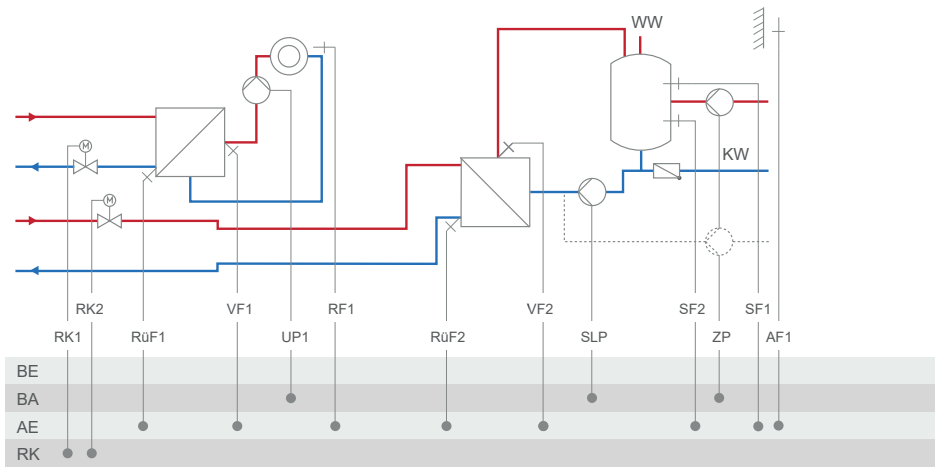 WW
M
KW
M
RK2 VF1 RF1 VF2 SF2 SF1
RK1 RüF1 UP1 RüF2 SLP ZP AF1
BE
BA
AE
RK